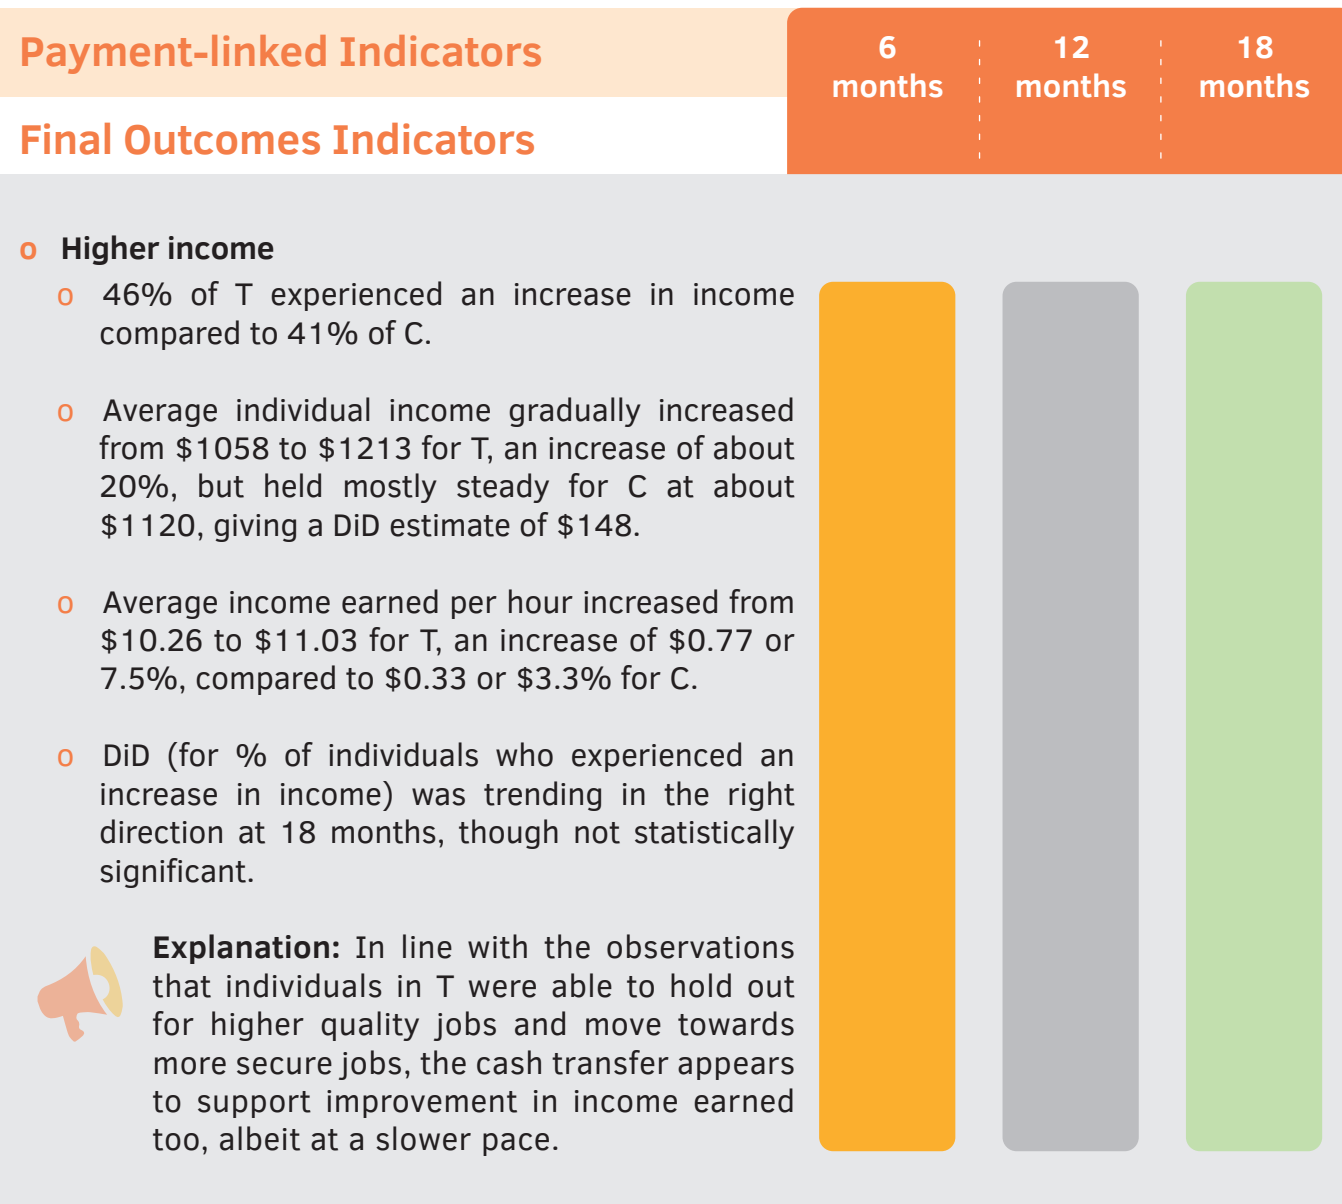 Payment-linked Indicators
6 months
12 months
18 months
Final Outcomes Indicators
o Higher income
o 46% of T experienced an increase in income
compared to 41% of C.
o Average individual income gradually increased
from $1058 to $1213 for T, an increase of about
20%, but held mostly steady for C at about
$1120, giving a DiD estimate of $148.
o Average income earned per hour increased from
$10.26 to $11.03 for T, an increase of $0.77 or
7.5%, compared to $0.33 or $3.3% for C.
o DiD (for % of individuals who experienced an
increase in income) was trending in the right
direction at 18 months, though not statistically
significant.
Explanation: In line with the observations
that individuals in T were able to hold out
for higher quality jobs and move towards
more secure jobs, the cash transfer appears
to support improvement in income earned
too, albeit at a slower pace.